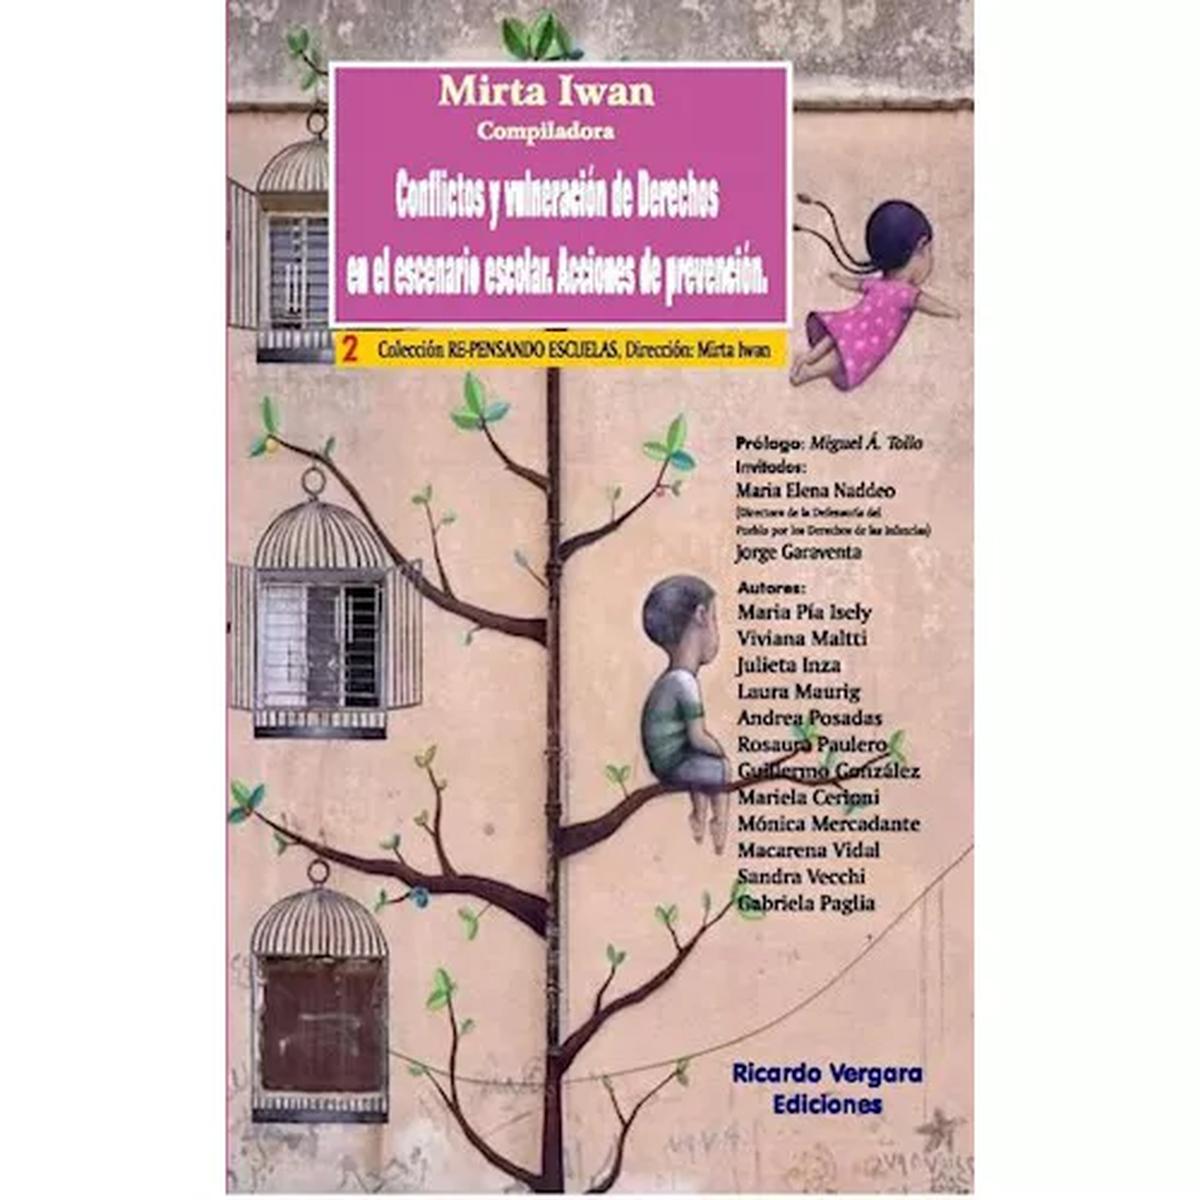 Mirta Iwan
Compiladora
Conflictos y vulneración de Derechos
en el escenario escolar. Acciones de prevención.
2 Colección RE-PENSANDO ESCUELAS, Dirección: Mirta Iwan
Prólogo: Miguel Á. Tollo
Invitados:
Maria Elena Naddeo
(Directora de la Defensoría del
Pueblo por los Derechos de las Infancias)
Jorge Garaventa
Autores:
Maria Pía Isely
Viviana Maltti
Julieta Inza
Laura Maurig
Andrea Posadas
Rosaura Paulero
Guillermo González
Mariela Cerioni
Mónica Mercadante
Macarena Vidal
Sandra Vecchi
Gabriela Paglia
Ricardo Vergara
Ediciones